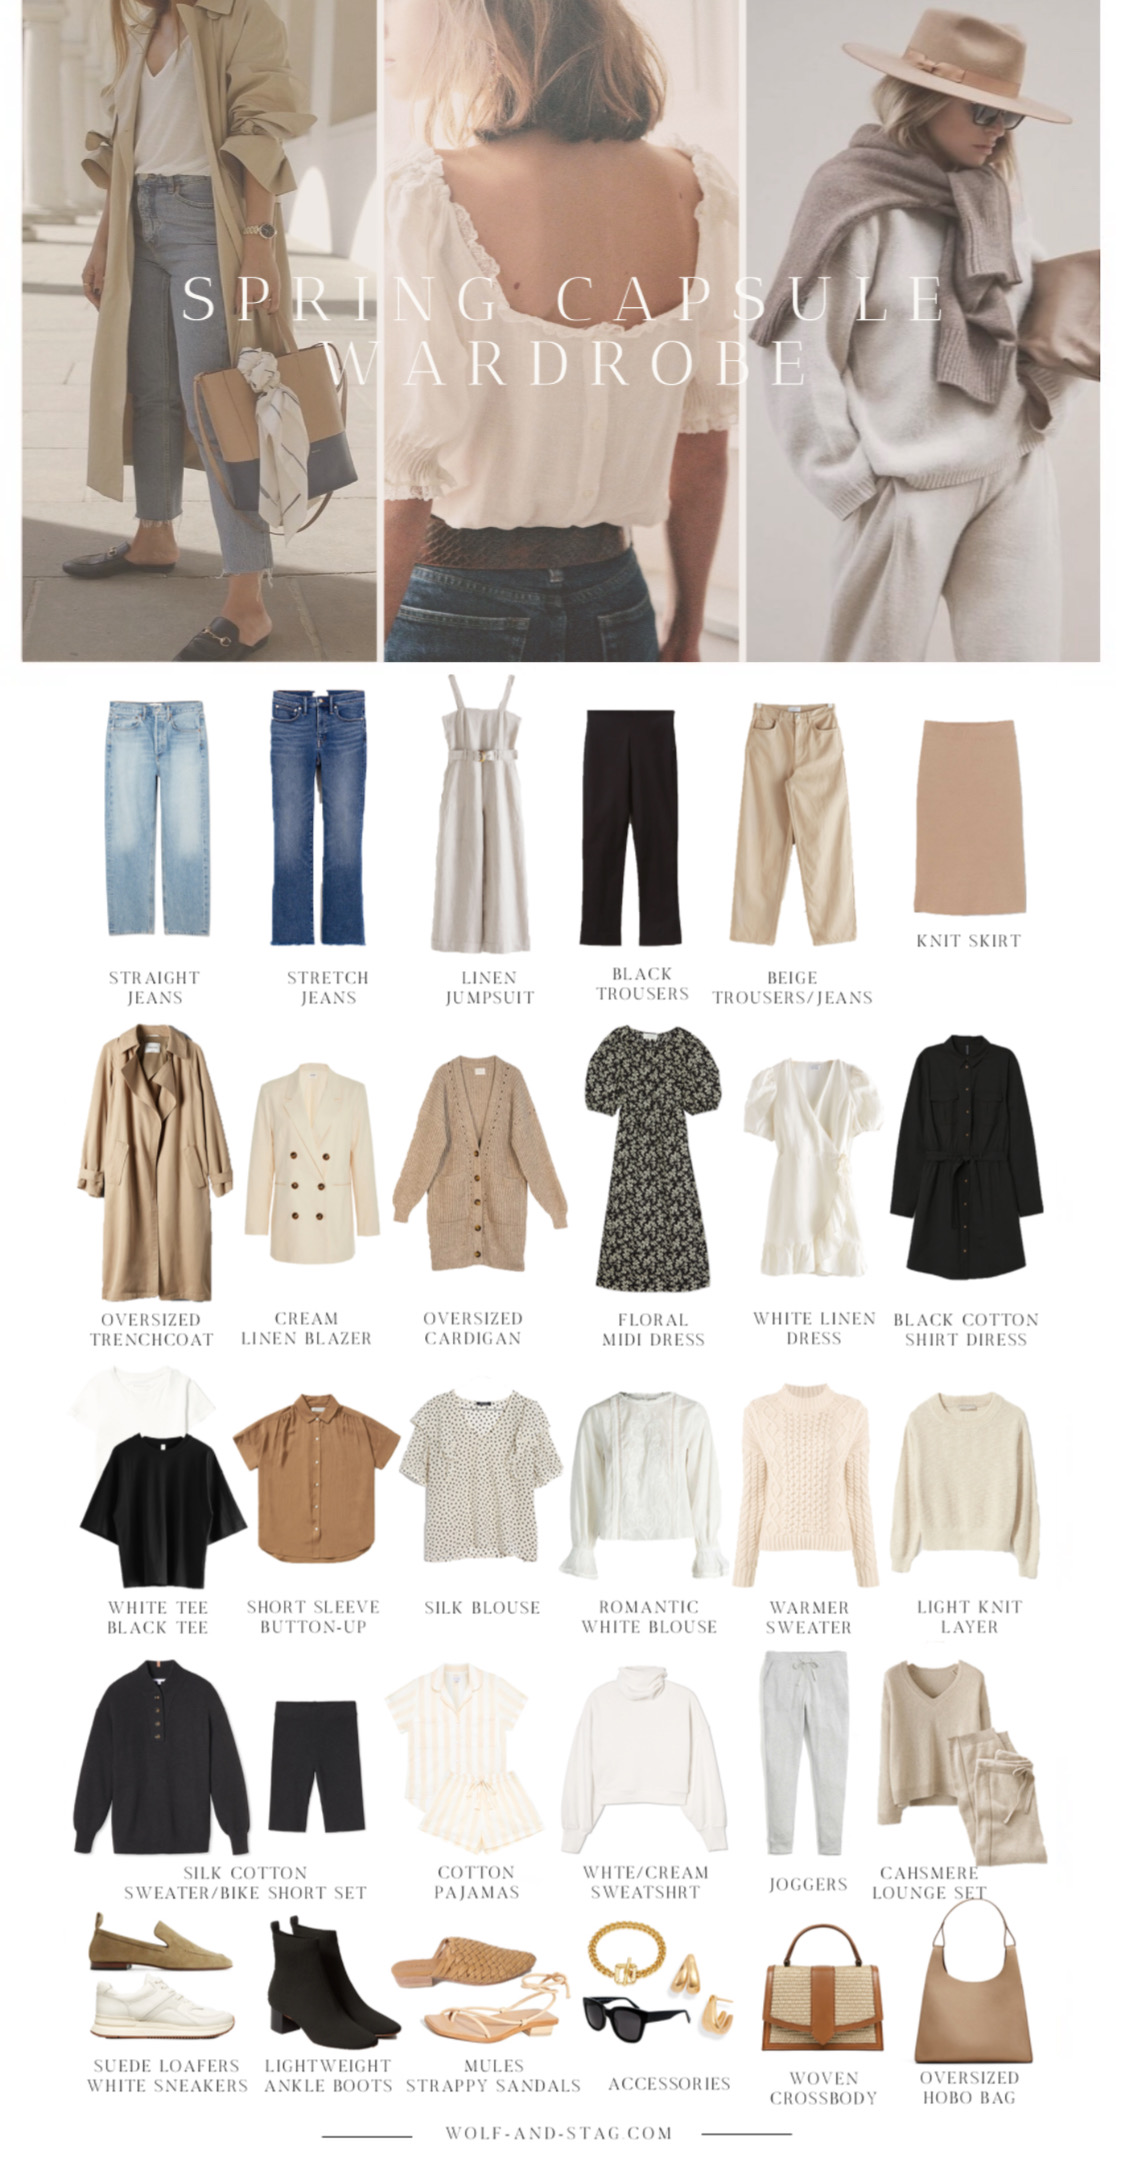 SPRING CAPSULE
WARDROBE
STRAIGHT
JEANS
STRETCH
JEANS
LINEN
JUMPSUIT
BLACK
TROUSERS
BEIGE
TROUSERS/JEANS
KNIT SKIRT
OVERSIZED
TRENCHCOAT
CREAM
LINEN BLAZER
OVERSIZED
CARDIGAN
FLORAL
MIDI DRESS
WHITE LINEN
DRESS
BLACK COTTON
SHIRT DIRESS
WHITE TEE
BLACK TEE
SHORT SLEEVE
BUTTON-UP
SILK BLOUSE
ROMANTIC
WHITE BLOUSE
WARMER
SWEATER
LIGHT KNIT
LAYER
SILK COTTON
SWEATER/BIKE SHORT SET
COTTON
PAJAMAS
WHTE/CREAM
SWEATSHRT
JOGGERS
CAHSMERE
LOUNGE SET
SUEDE LOAFERS
WHITE SNEAKERS
LIGHTWEIGHT
ANKLE BOOTS
MULES
STRAPPY SANDALS
ACCESSORIES
WOVEN
CROSSBODY
OVERSIZED
HOBO BAG
WOLF-AND-STAG.COM